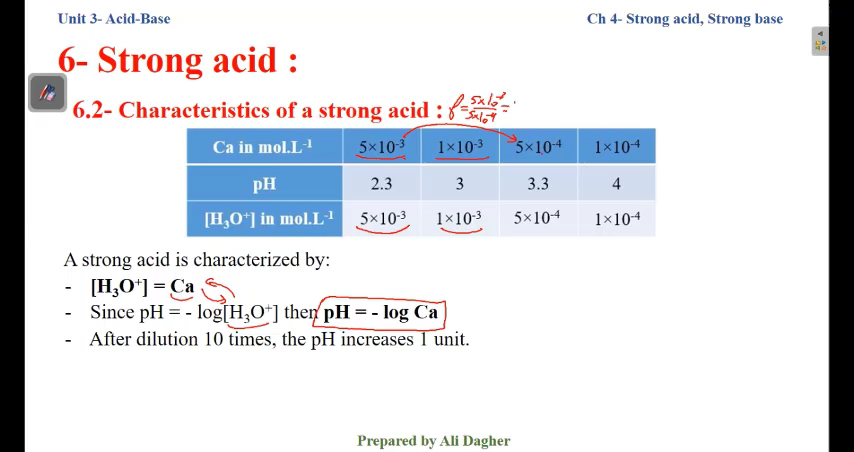 Unit 3- Acid-Base
Ch 4- Strong acid, Strong base
6- Strong acid :
6.2- Characteristics of a strong acid : f = 5x10⁻³/5x10⁻⁴ =
Ca in mol.L⁻¹ 5×10⁻³ 1×10⁻³ 5×10⁻⁴ 1×10⁻⁴
pH 2.3 3 3.3 4
[H₃O⁺] in mol.L⁻¹ 5×10⁻³ 1×10⁻³ 5×10⁻⁴ 1×10⁻⁴
A strong acid is characterized by:
- [H₃O⁺] = Ca
- Since pH = - log[H₃O⁺] then pH = - log Ca
- After dilution 10 times, the pH increases 1 unit.
Prepared by Ali Dagher